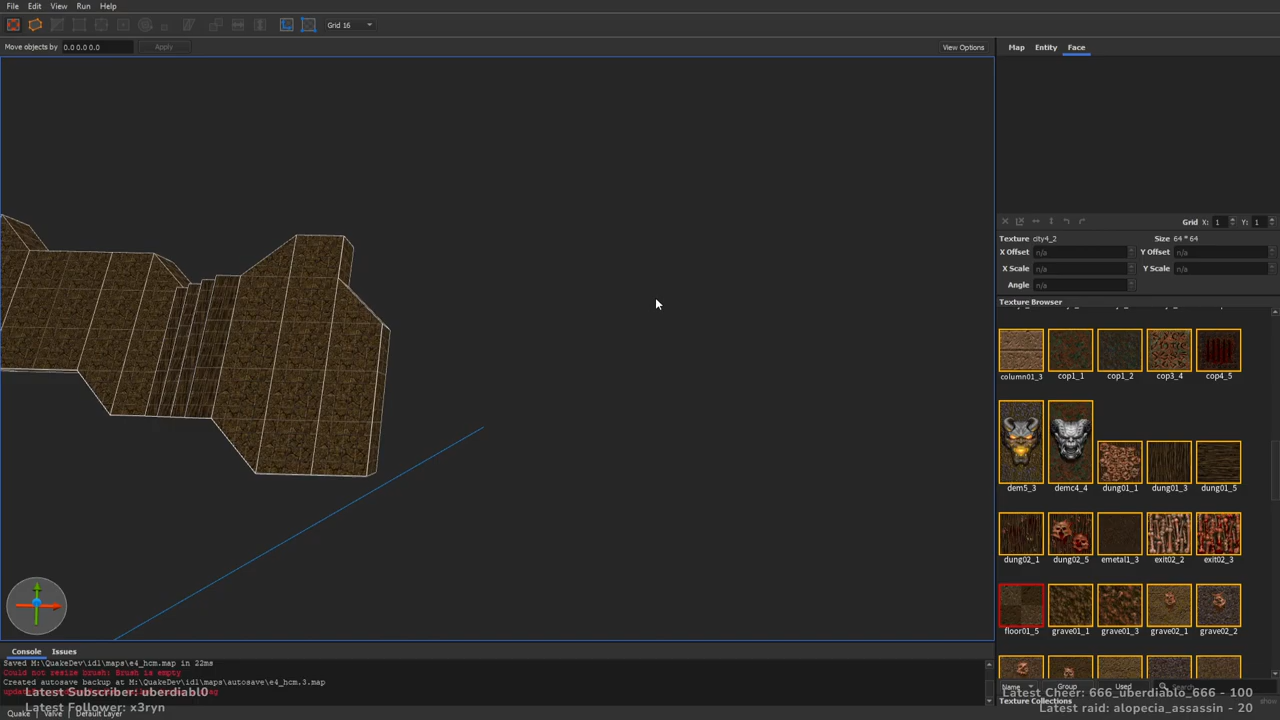 File Edit View Run Help
Grid 16
Move objects by 0.0 0.0 0.0 Apply View Options
Map Entity Face
Grid X: 1 Y: 1
Texture city4_2 Size 64 * 64
X Offset n/a Y Offset n/a
X Scale n/a Y Scale n/a
Angle n/a
Texture Browser
column01_3 cop1_1 cop1_2 cop3_4 cop4_5
dem5_3 demc4_4 dung01_1 dung01_3 dung01_5
dung02_1 dung02_5 emetal1_3 exit02_2 exit02_3
floor01_5 grave01_1 grave01_3 grave02_1 grave02_2
Name Group Used Search
Texture Collections show
Console Issues
Saved M:\QuakeDev\id1\maps\e4_hcm.map in 22ms
Could not resize brush: Brush is empty
Created autosave backup at M:\QuakeDev\id1\maps\autosave\e4_hcm.3.map
Latest Subscriber: uberdiabl0
Latest Follower: x3ryn
Latest Cheer: 666_uberdiablo_666 - 100
Latest raid: alopecia_assassin - 20
Quake Valve Default Layer